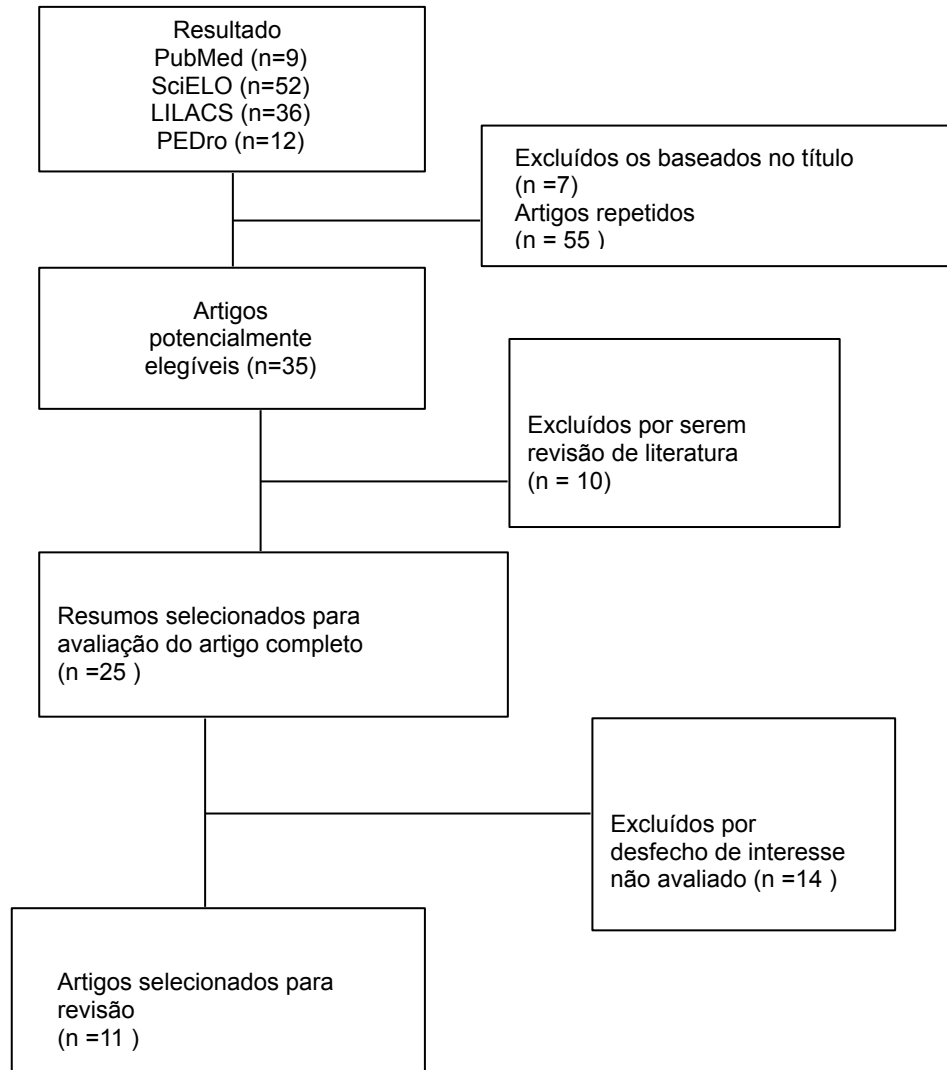 Resultado
PubMed (n=9)
SciELO (n=52)
LILACS (n=36)
PEDro (n=12)
Excluídos os baseados no título
(n =7)
Artigos repetidos
(n = 55 )
Artigos
potencialmente
elegíveis (n=35)
Excluídos por serem
revisão de literatura
(n = 10)
Resumos selecionados para
avaliação do artigo completo
(n =25 )
Excluídos por
desfecho de interesse
não avaliado (n =14 )
Artigos selecionados para
revisão
(n =11 )